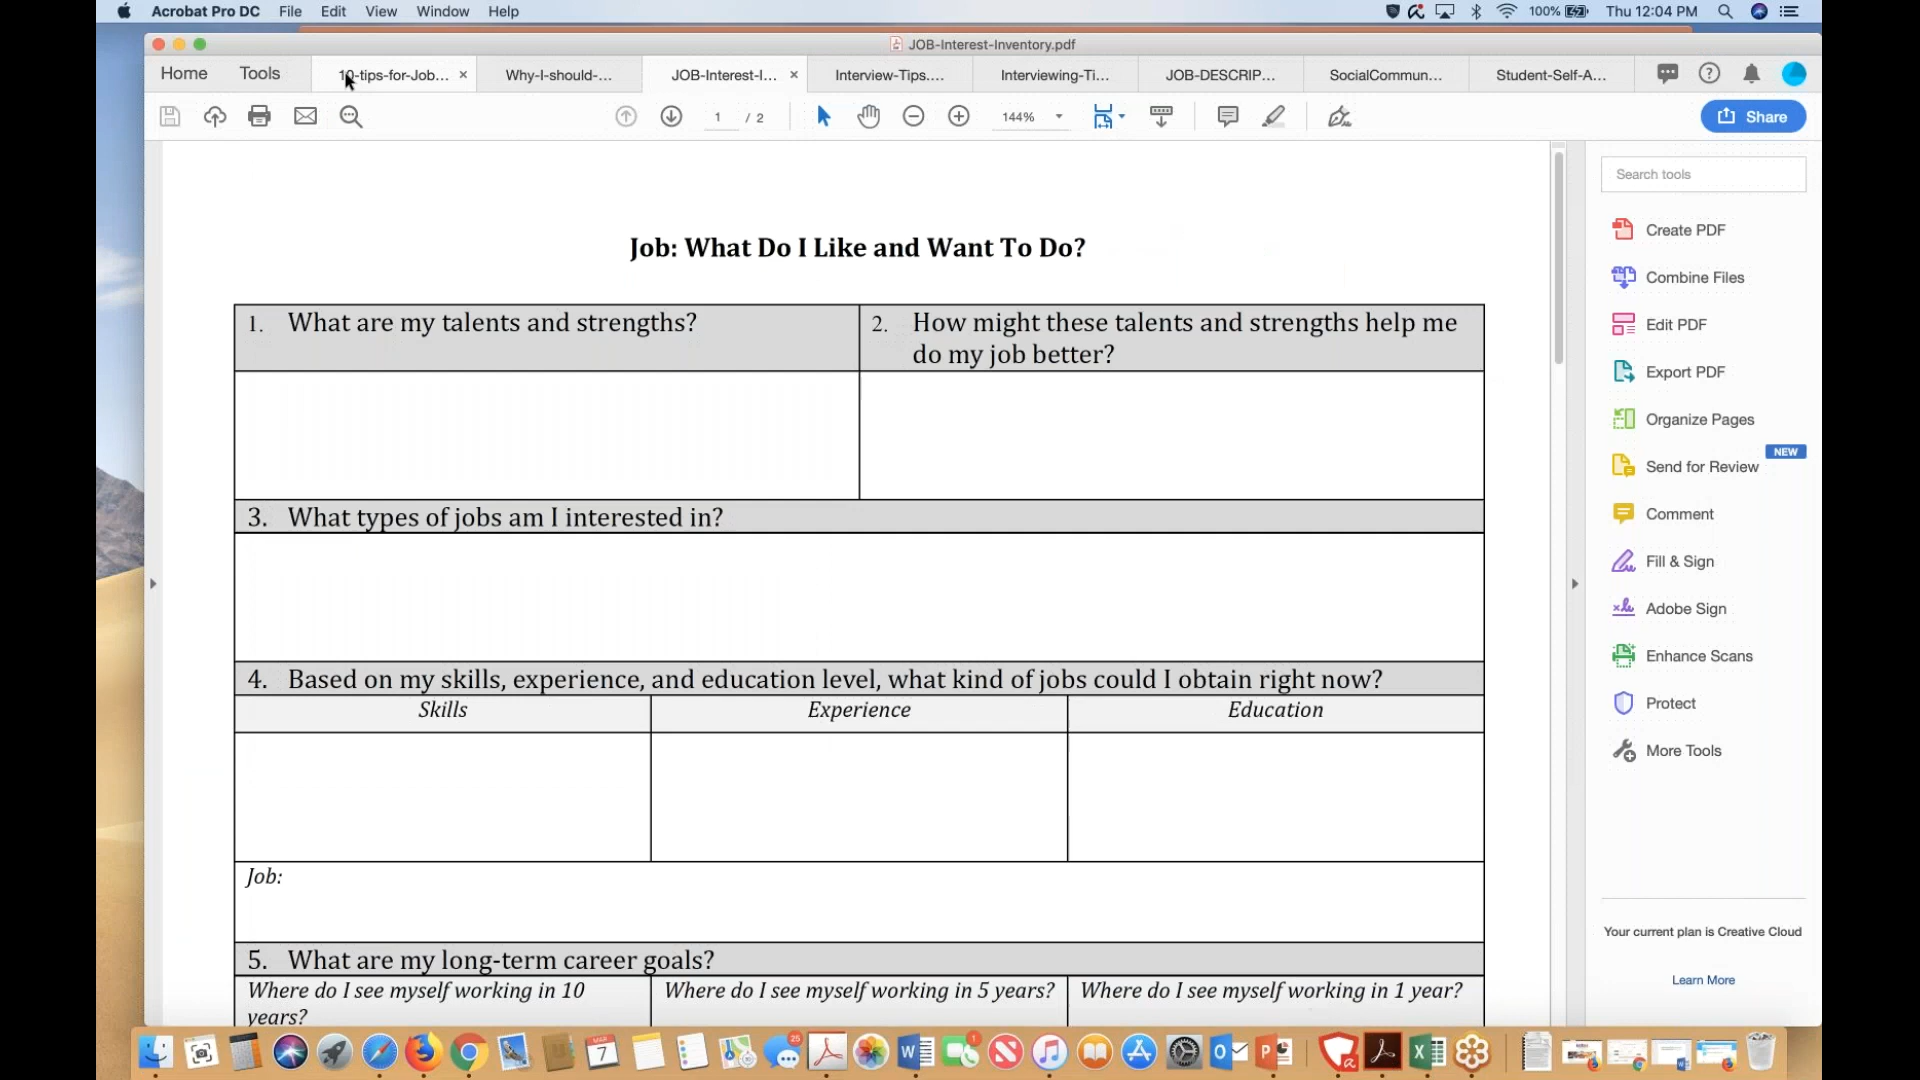 Acrobat Pro DC File Edit View Window Help
100% Thu 12:04 PM
JOB-Interest-Inventory.pdf
Home Tools 10-tips-for-Job... × Why-I-should-... JOB-Interest-I... × Interview-Tips.... Interviewing-Ti... JOB-DESCRIP... SocialCommun... Student-Self-A...
1 / 2 144% Share
Job: What Do I Like and Want To Do?
1. What are my talents and strengths?
2. How might these talents and strengths help me
do my job better?
3. What types of jobs am I interested in?
4. Based on my skills, experience, and education level, what kind of jobs could I obtain right now?
Skills Experience Education
Job:
5. What are my long-term career goals?
Where do I see myself working in 10
years?
Where do I see myself working in 5 years?
Where do I see myself working in 1 year?
Search tools
Create PDF
Combine Files
Edit PDF
Export PDF
Organize Pages
NEW
Send for Review
Comment
Fill & Sign
Adobe Sign
Enhance Scans
Protect
More Tools
Your current plan is Creative Cloud
Learn More
MAR
7
25
1